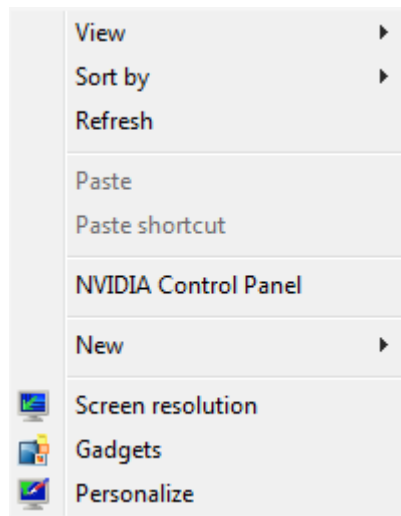 View
Sort by
Refresh
Paste
Paste shortcut
NVIDIA Control Panel
New
Screen resolution
Gadgets
Personalize